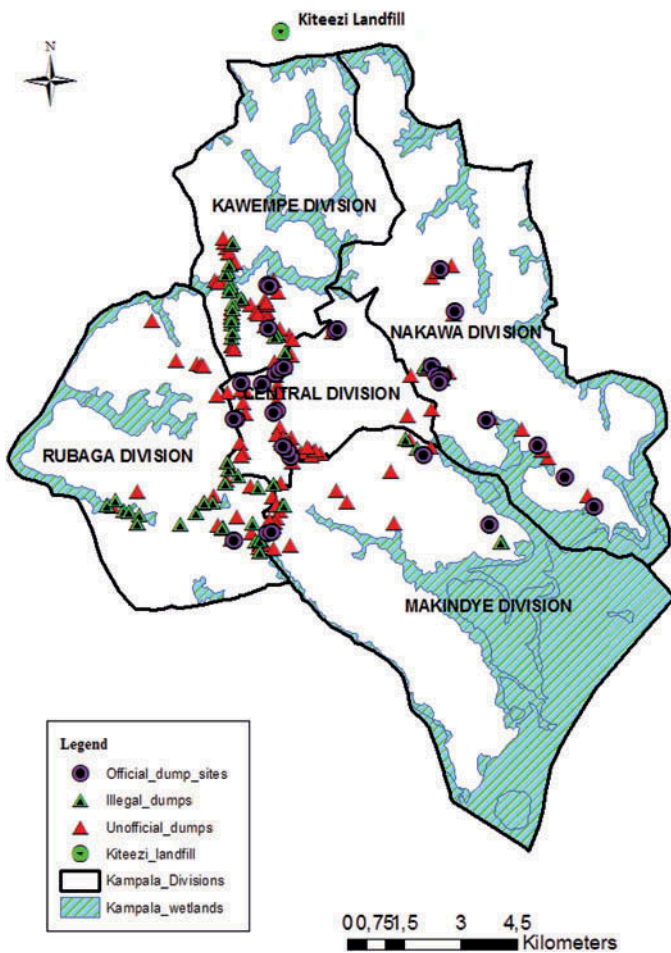 Kiteezi Landfill
N
KAWEMPE DIVISION
NAKAWA DIVISION
CENTRAL DIVISION
RUBAGA DIVISION
MAKINDYE DIVISION
Legend
Official_dump_sites
Illegal_dumps
Unofficial_dumps
Kiteezi_landfill
Kampala_Divisions
Kampala_wetlands
0 0,75 1,5 3 4,5
Kilometers